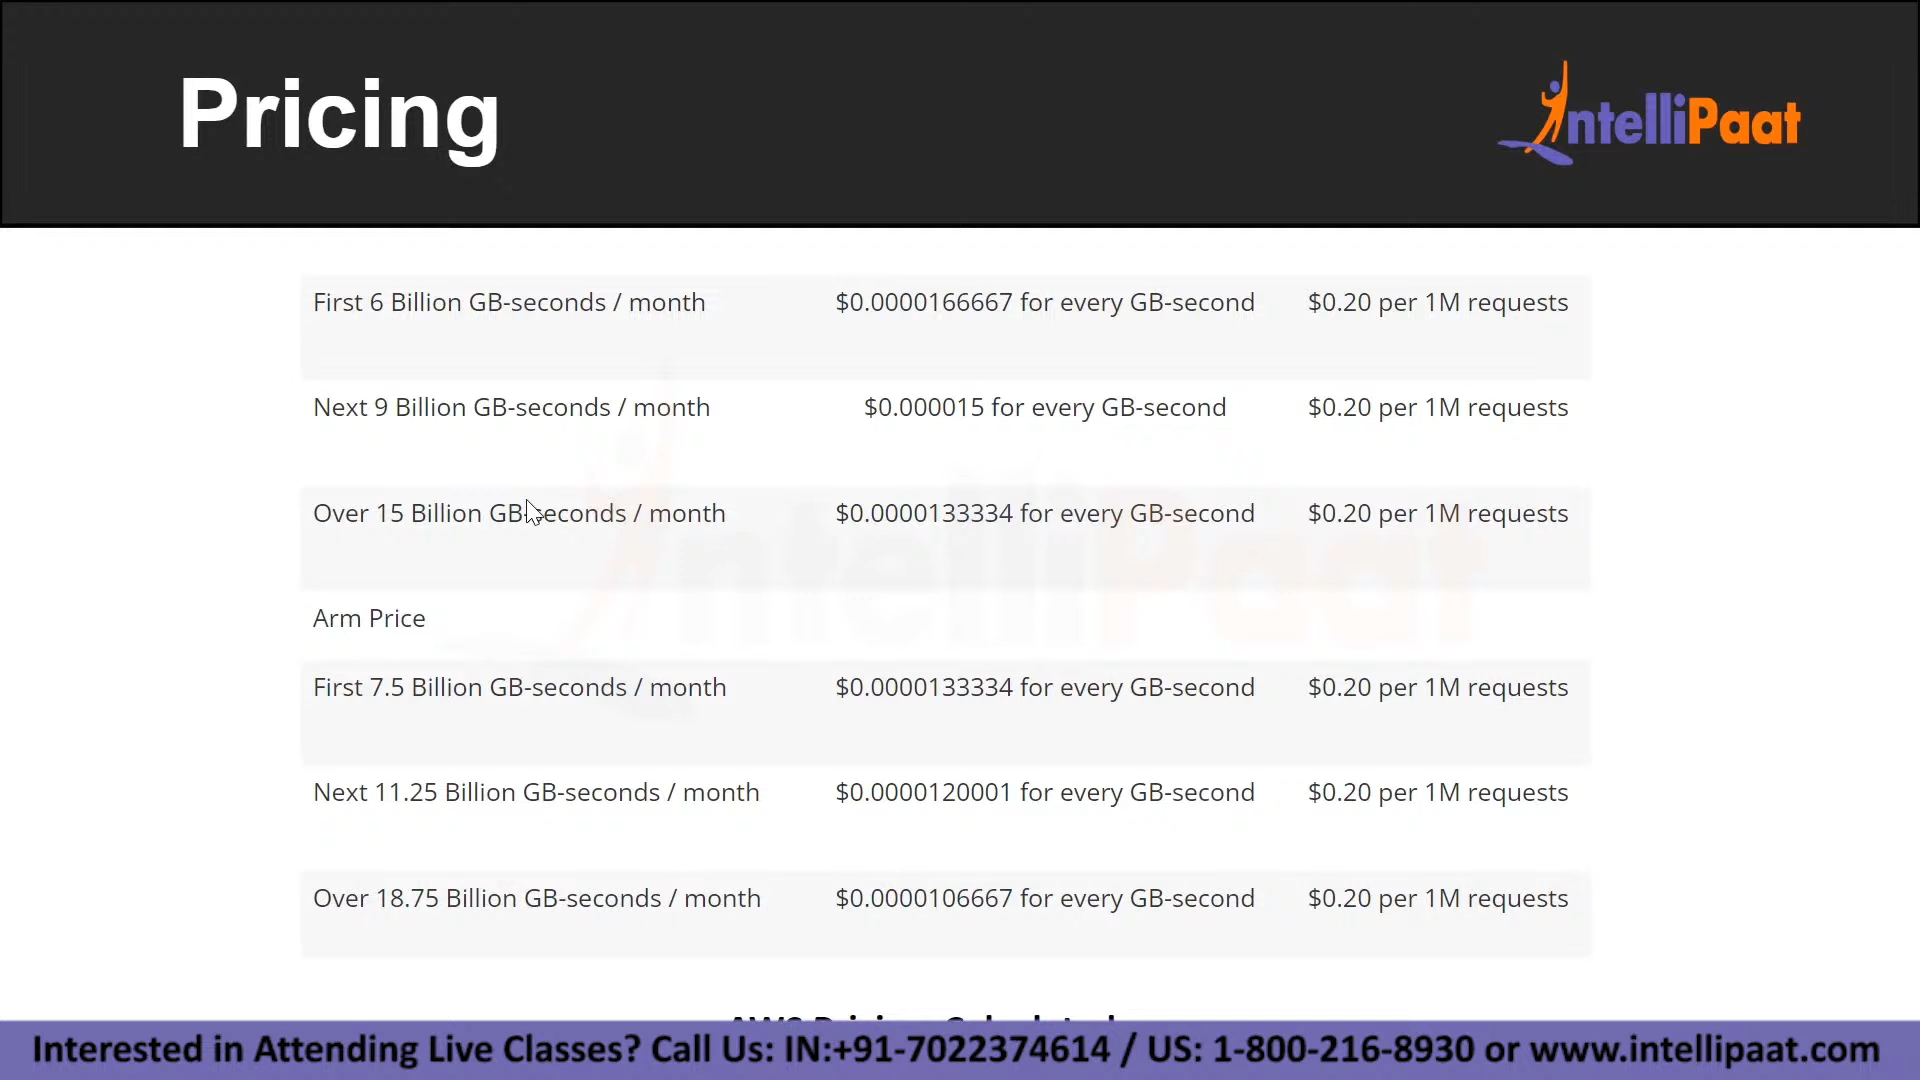 Pricing
IntelliPaat
First 6 Billion GB-seconds / month $0.0000166667 for every GB-second $0.20 per 1M requests
Next 9 Billion GB-seconds / month $0.000015 for every GB-second $0.20 per 1M requests
Over 15 Billion GB-seconds / month $0.0000133334 for every GB-second $0.20 per 1M requests
Arm Price
First 7.5 Billion GB-seconds / month $0.0000133334 for every GB-second $0.20 per 1M requests
Next 11.25 Billion GB-seconds / month $0.0000120001 for every GB-second $0.20 per 1M requests
Over 18.75 Billion GB-seconds / month $0.0000106667 for every GB-second $0.20 per 1M requests
Interested in Attending Live Classes? Call Us: IN:+91-7022374614 / US: 1-800-216-8930 or www.intellipaat.com